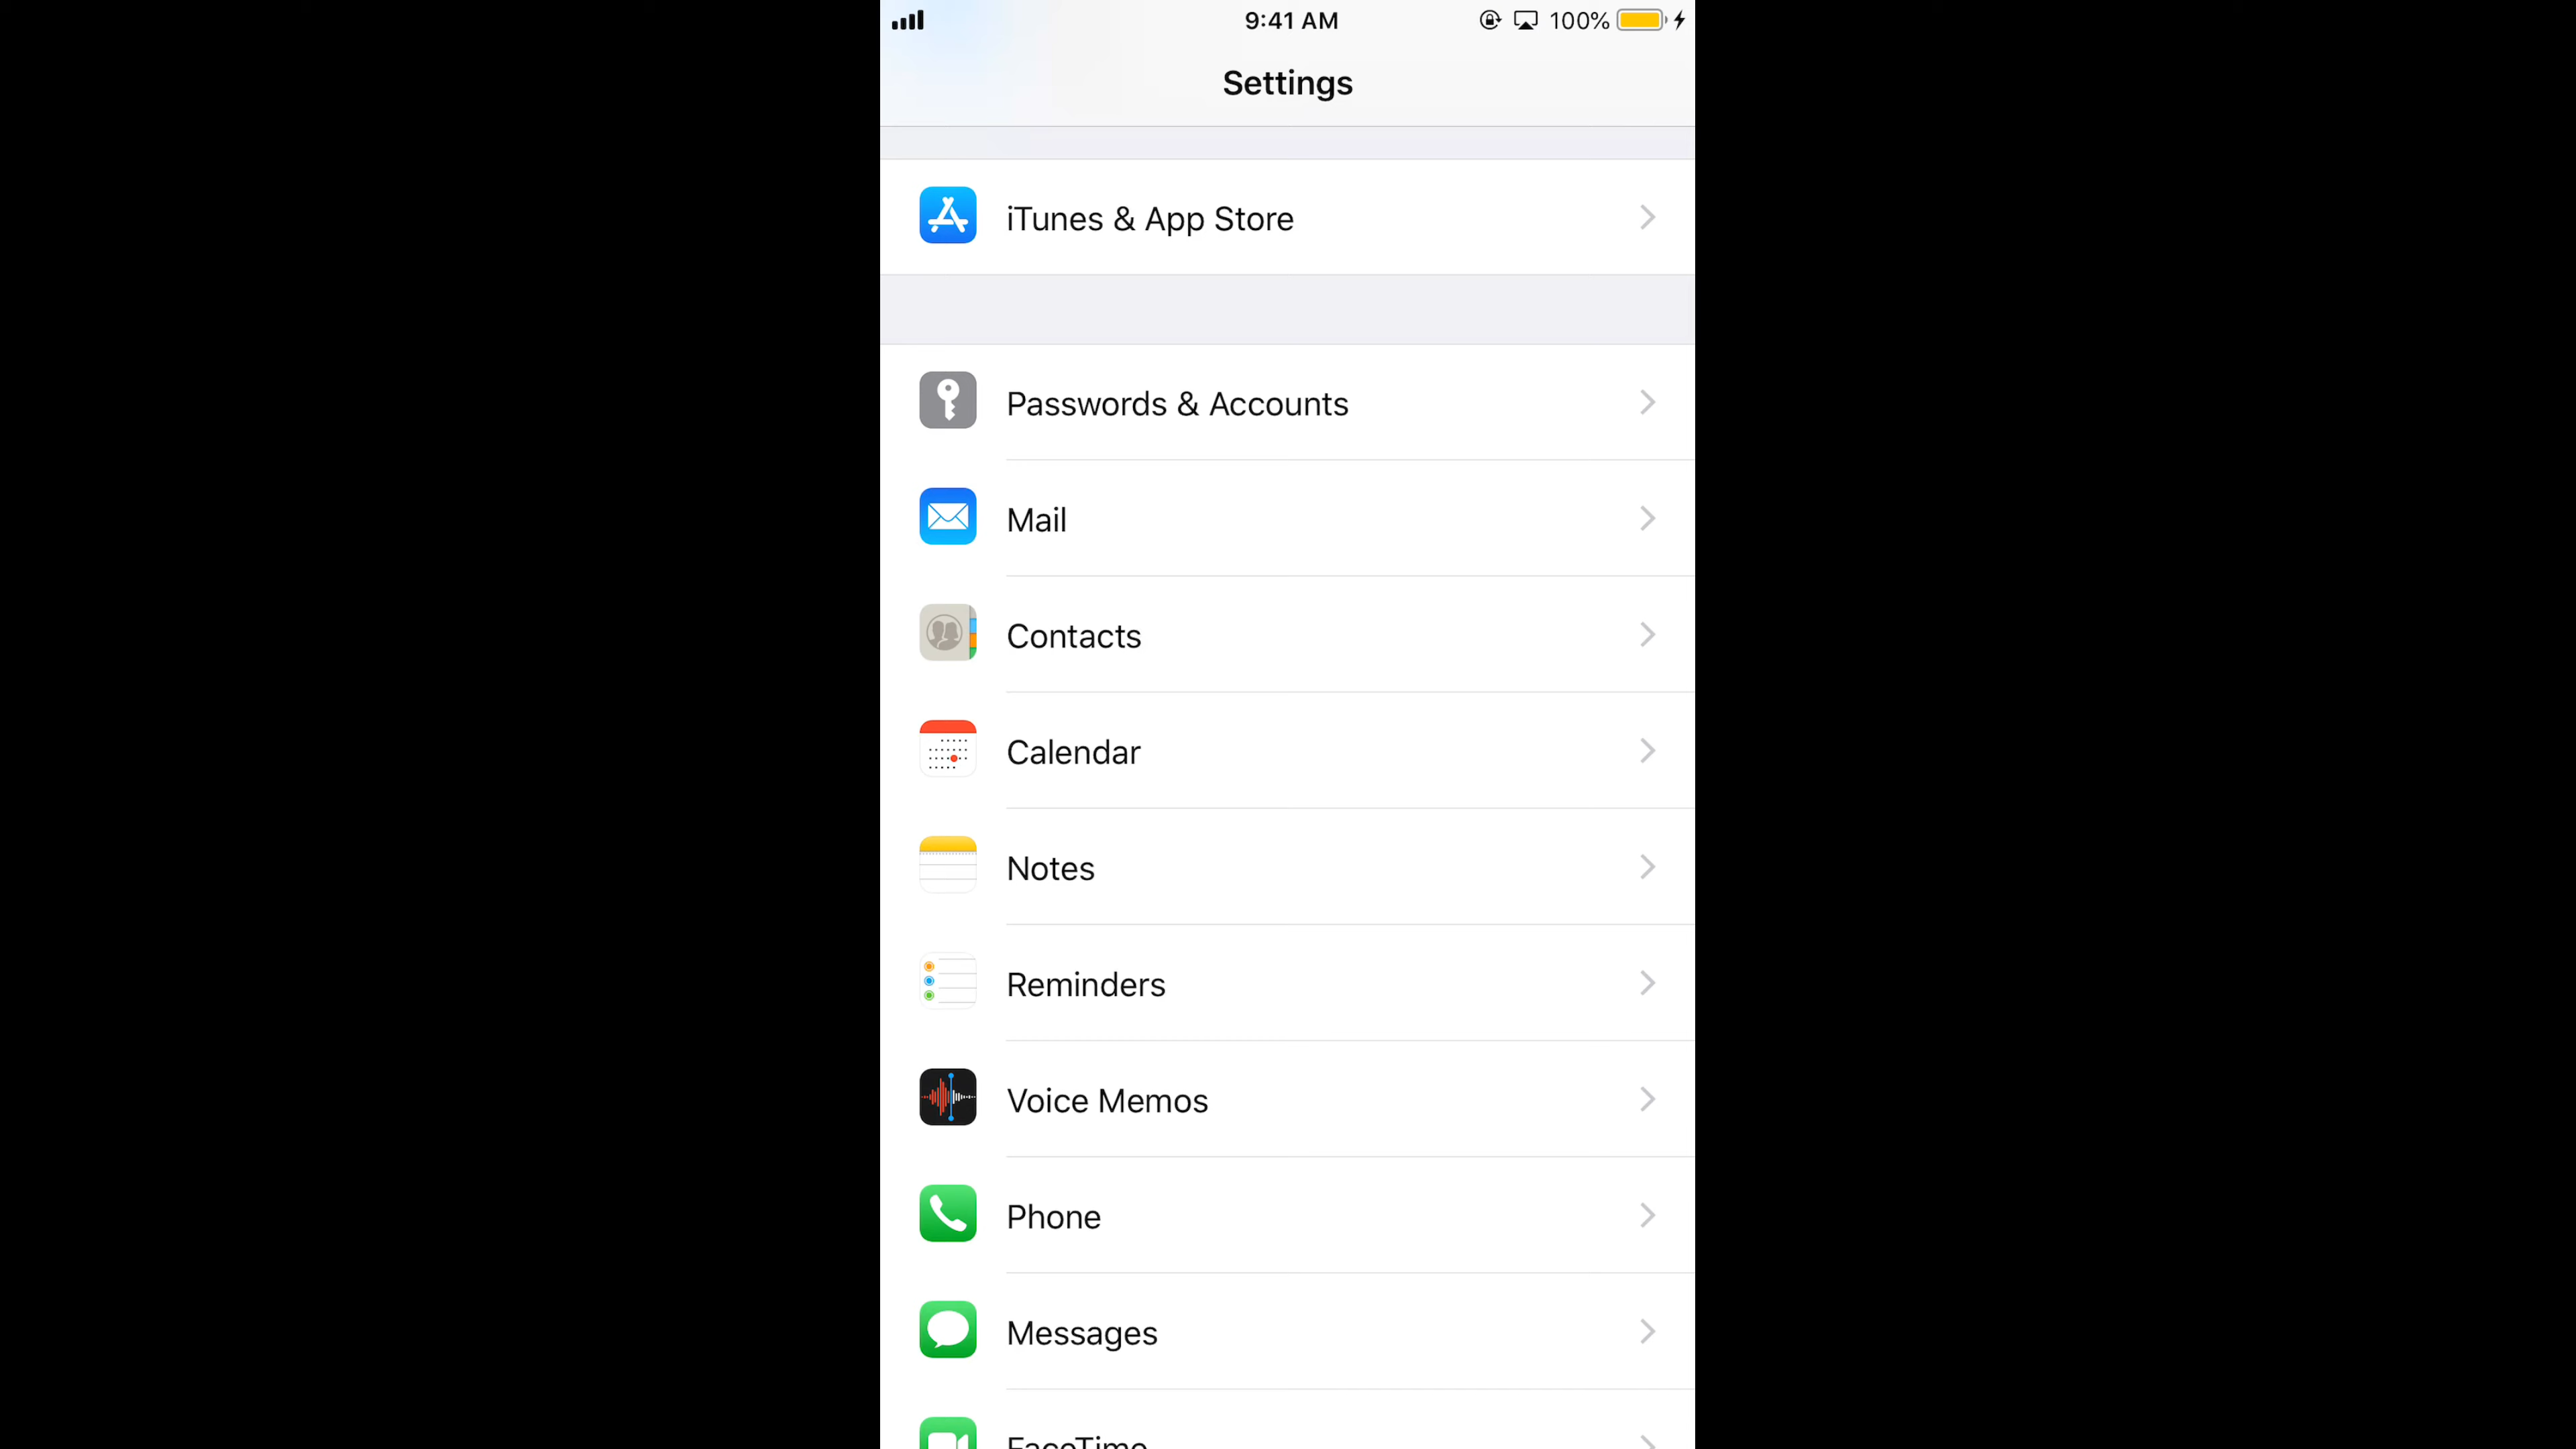 9:41 AM
100%
Settings
iTunes & App Store
Passwords & Accounts
Mail
Contacts
Calendar
Notes
Reminders
Voice Memos
Phone
Messages
FaceTime